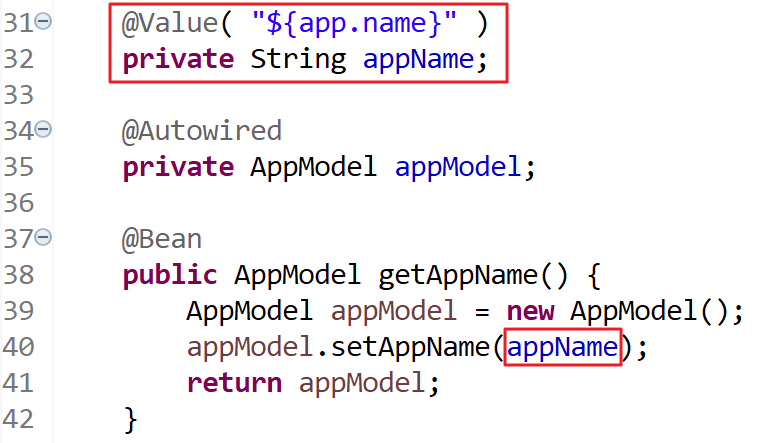 31 @Value( "${app.name}" )
32 private String appName;
33
34 @Autowired
35 private AppModel appModel;
36
37 @Bean
38 public AppModel getAppName() {
39 AppModel appModel = new AppModel();
40 appModel.setAppName(appName);
41 return appModel;
42 }